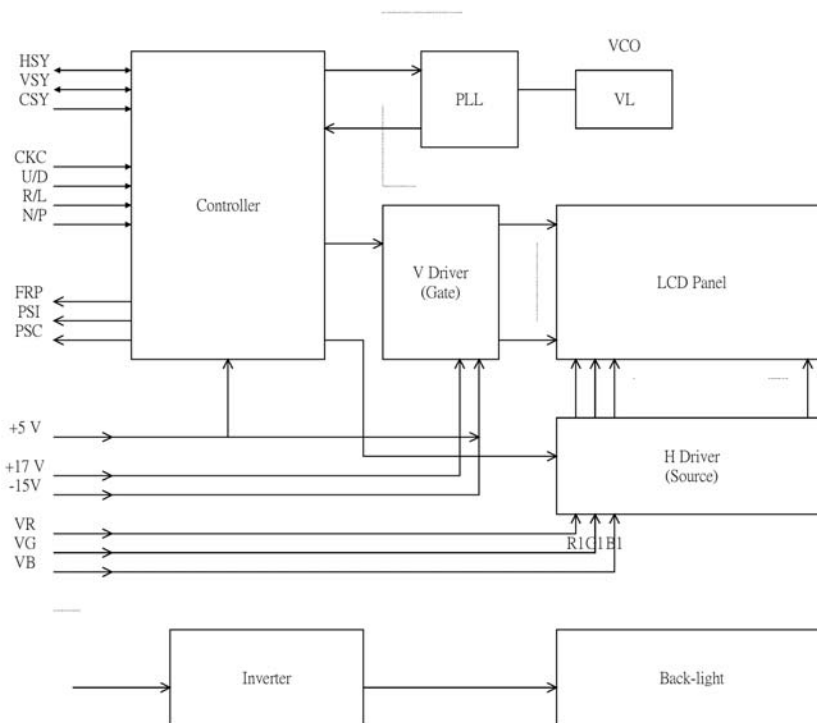 VCO
HSY
VSY
CSY
PLL
VL
CKC
U/D
R/L
N/P
Controller
V Driver
(Gate)
LCD Panel
FRP
PSI
PSC
+5 V
+17 V
-15V
H Driver
(Source)
VR
VG
VB
R1G1B1
Inverter
Back-light